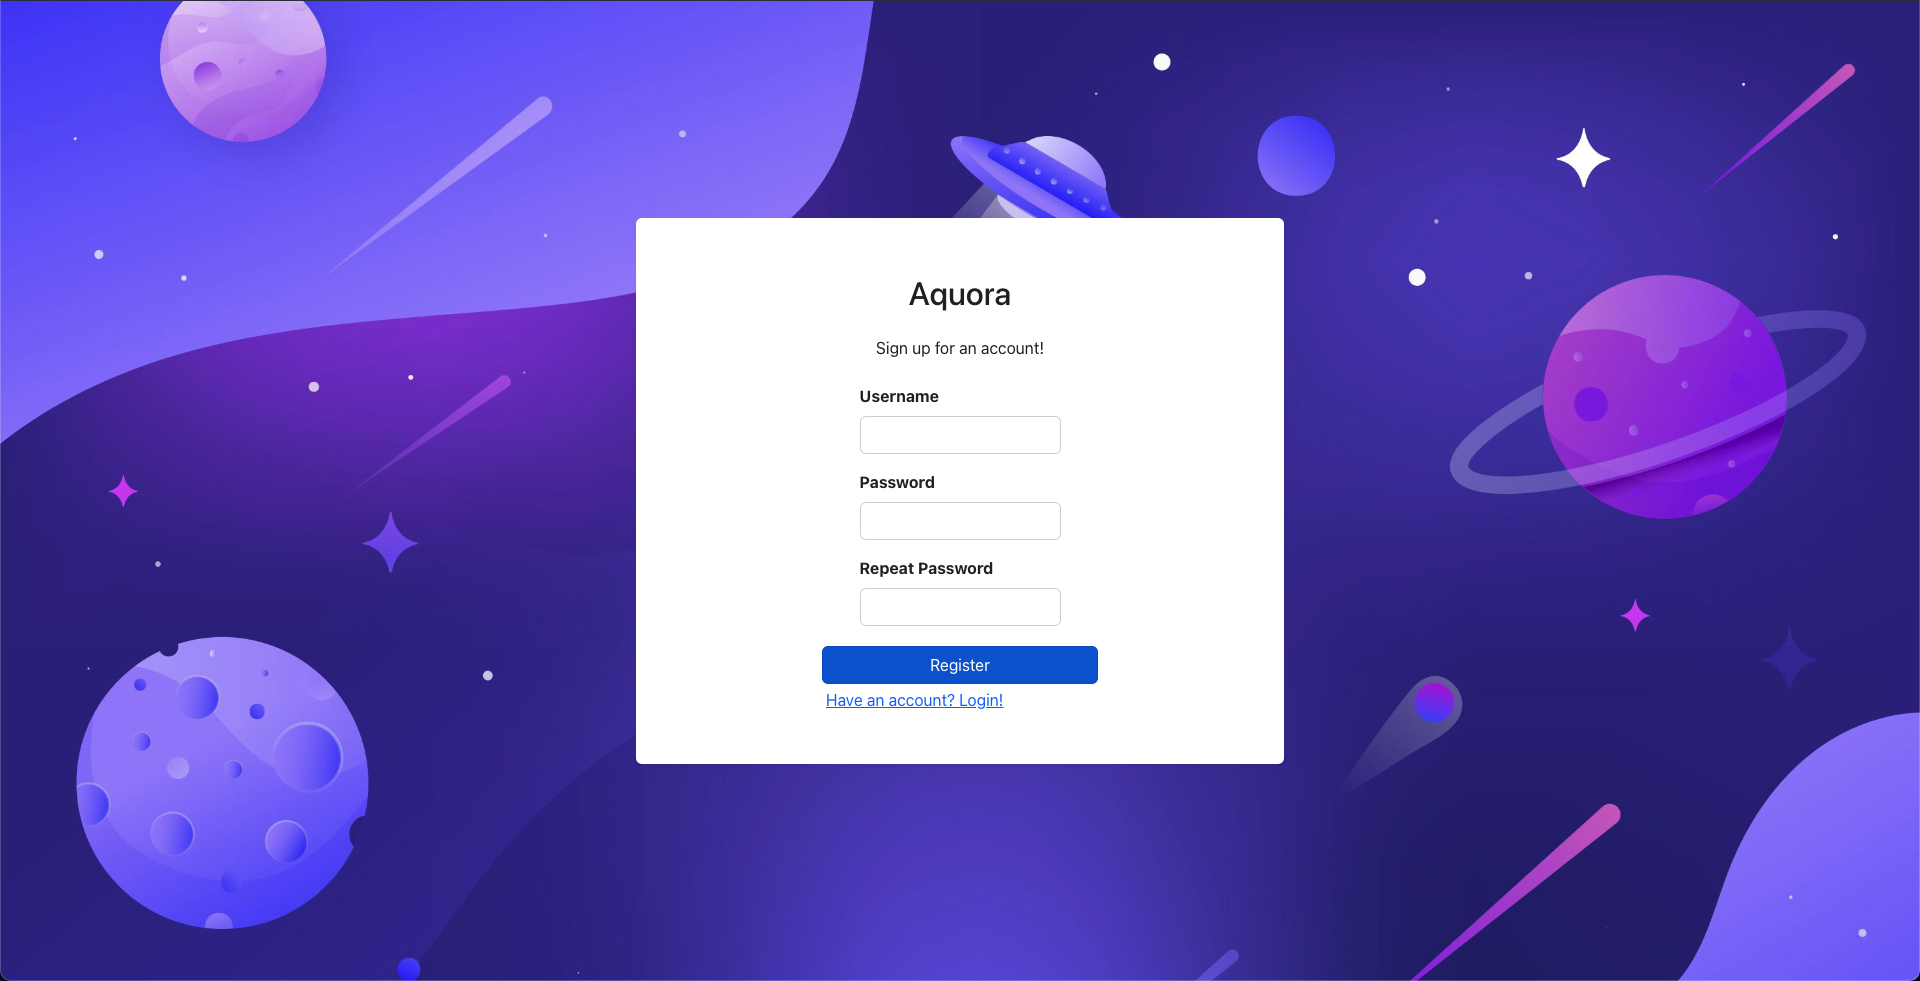 Aquora
Sign up for an account!
Username
Password
Repeat Password
Register
Have an account? Login!